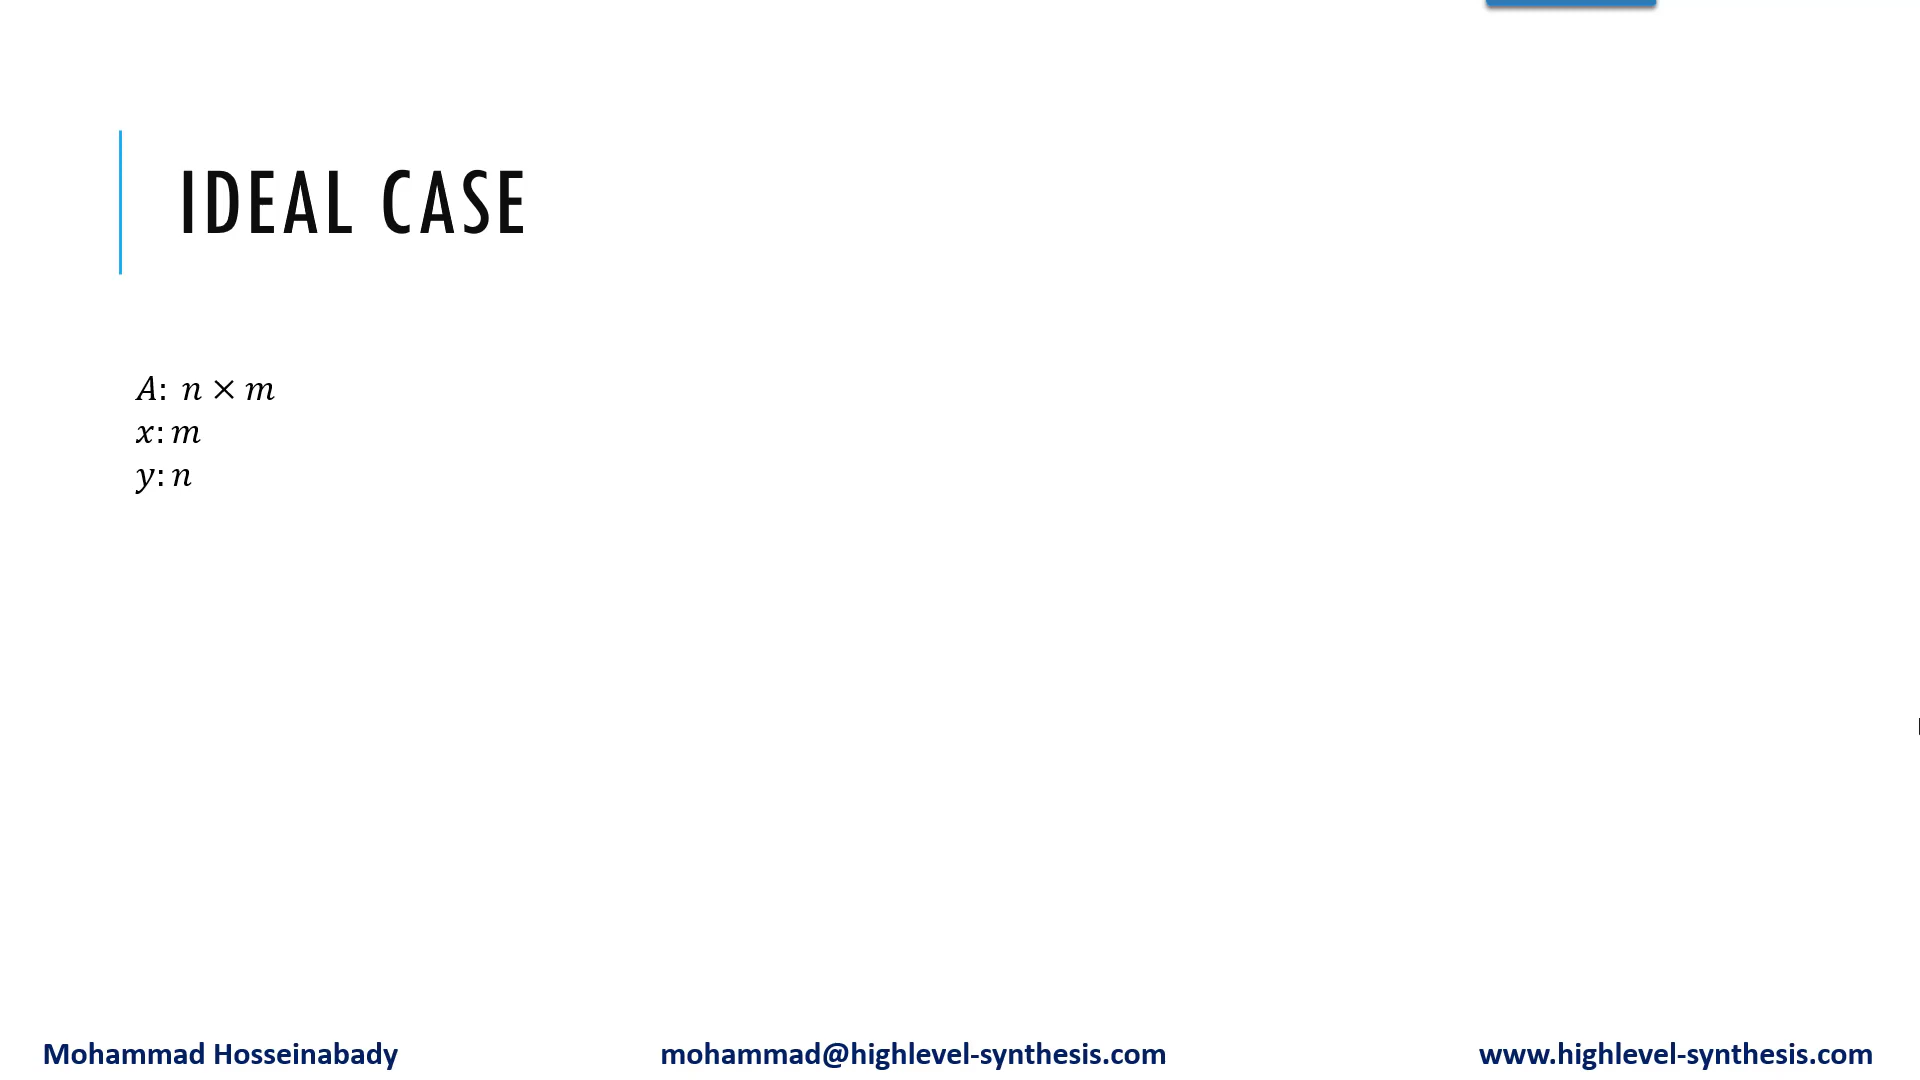 IDEAL CASE
A: n × m
x: m
y: n
Mohammad Hosseinabady
mohammad@highlevel-synthesis.com
www.highlevel-synthesis.com